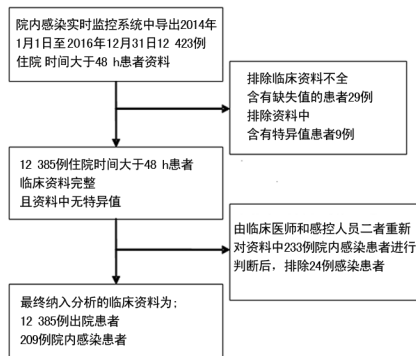 院内感染实时监控系统中导出2014年
1月1日至2016年12月31日12 423例
住院 时间大于48 h患者资料
排除临床资料不全
含有缺失值的患者29例
排除资料中
含有特异值患者9例
12 385例住院时间大于48 h患者
临床资料完整
且资料中无特异值
由临床医师和感控人员二者重新
对资料中233例院内感染患者进行
判断后，排除24例感染患者
最终纳入分析的临床资料为：
12 385例出院患者
209例院内感染患者